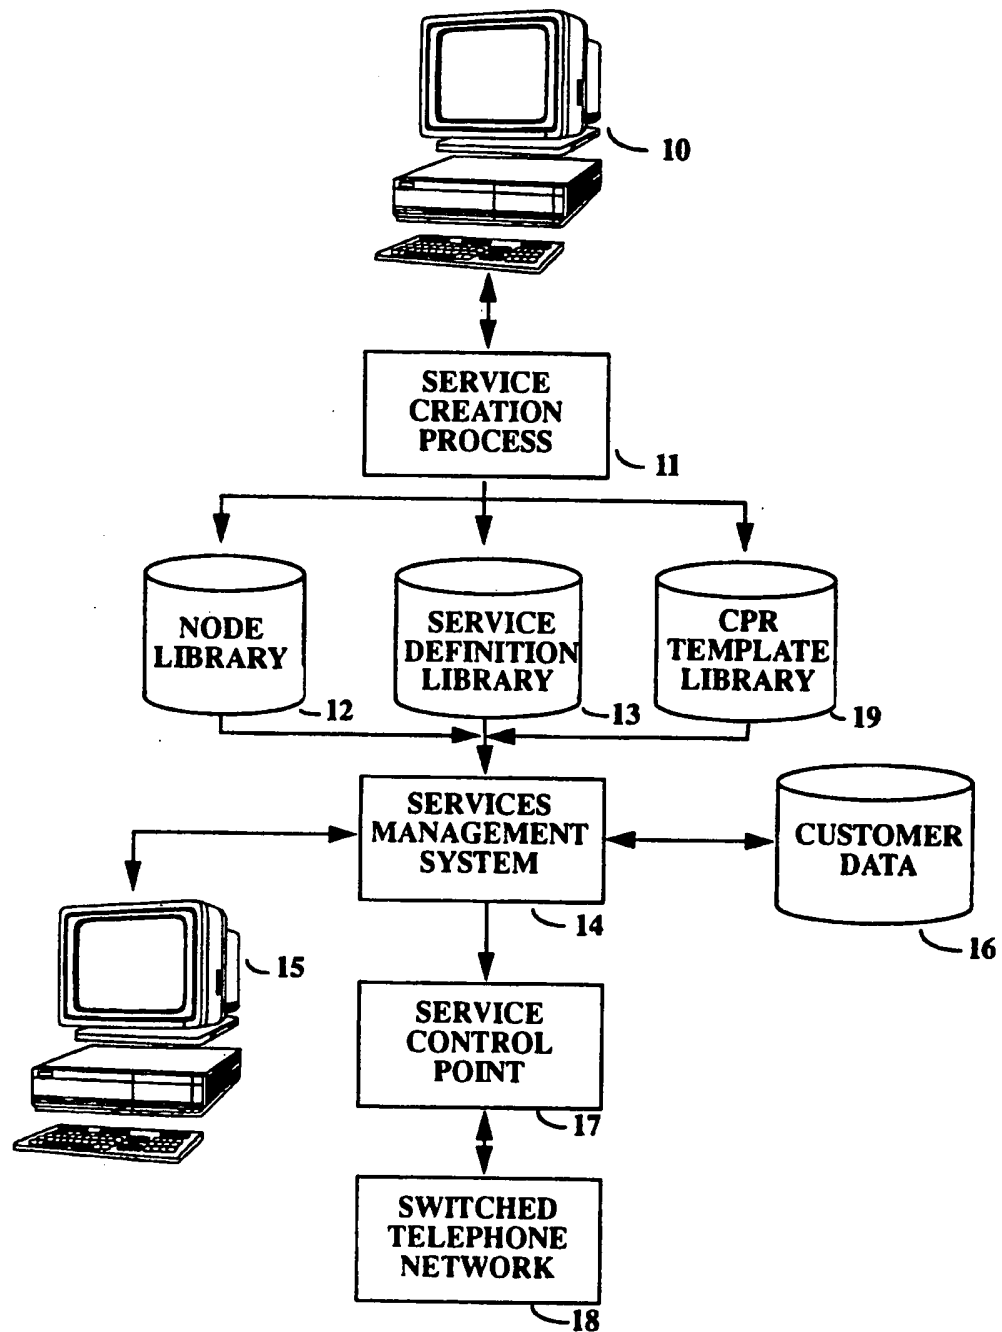 10
SERVICE
CREATION
PROCESS
11
NODE
LIBRARY
12
SERVICE
DEFINITION
LIBRARY
13
CPR
TEMPLATE
LIBRARY
19
SERVICES
MANAGEMENT
SYSTEM
14
CUSTOMER
DATA
16
15
SERVICE
CONTROL
POINT
17
SWITCHED
TELEPHONE
NETWORK
18